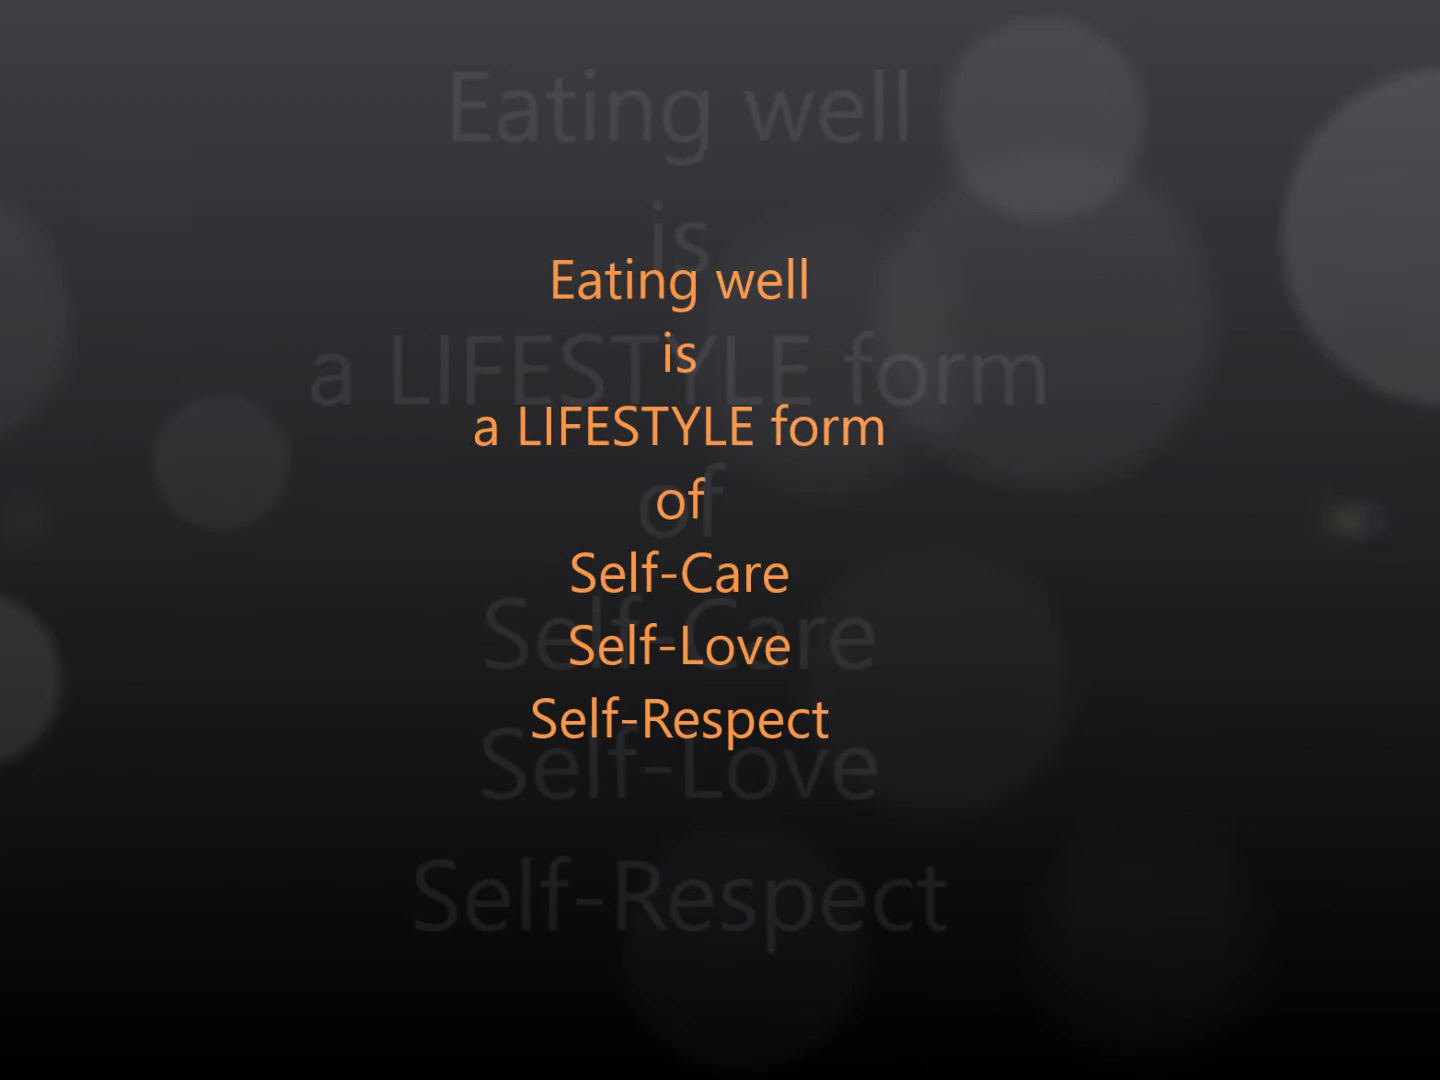 Eating well
is
a LIFESTYLE form
of
Self-Care
Self-Love
Self-Respect